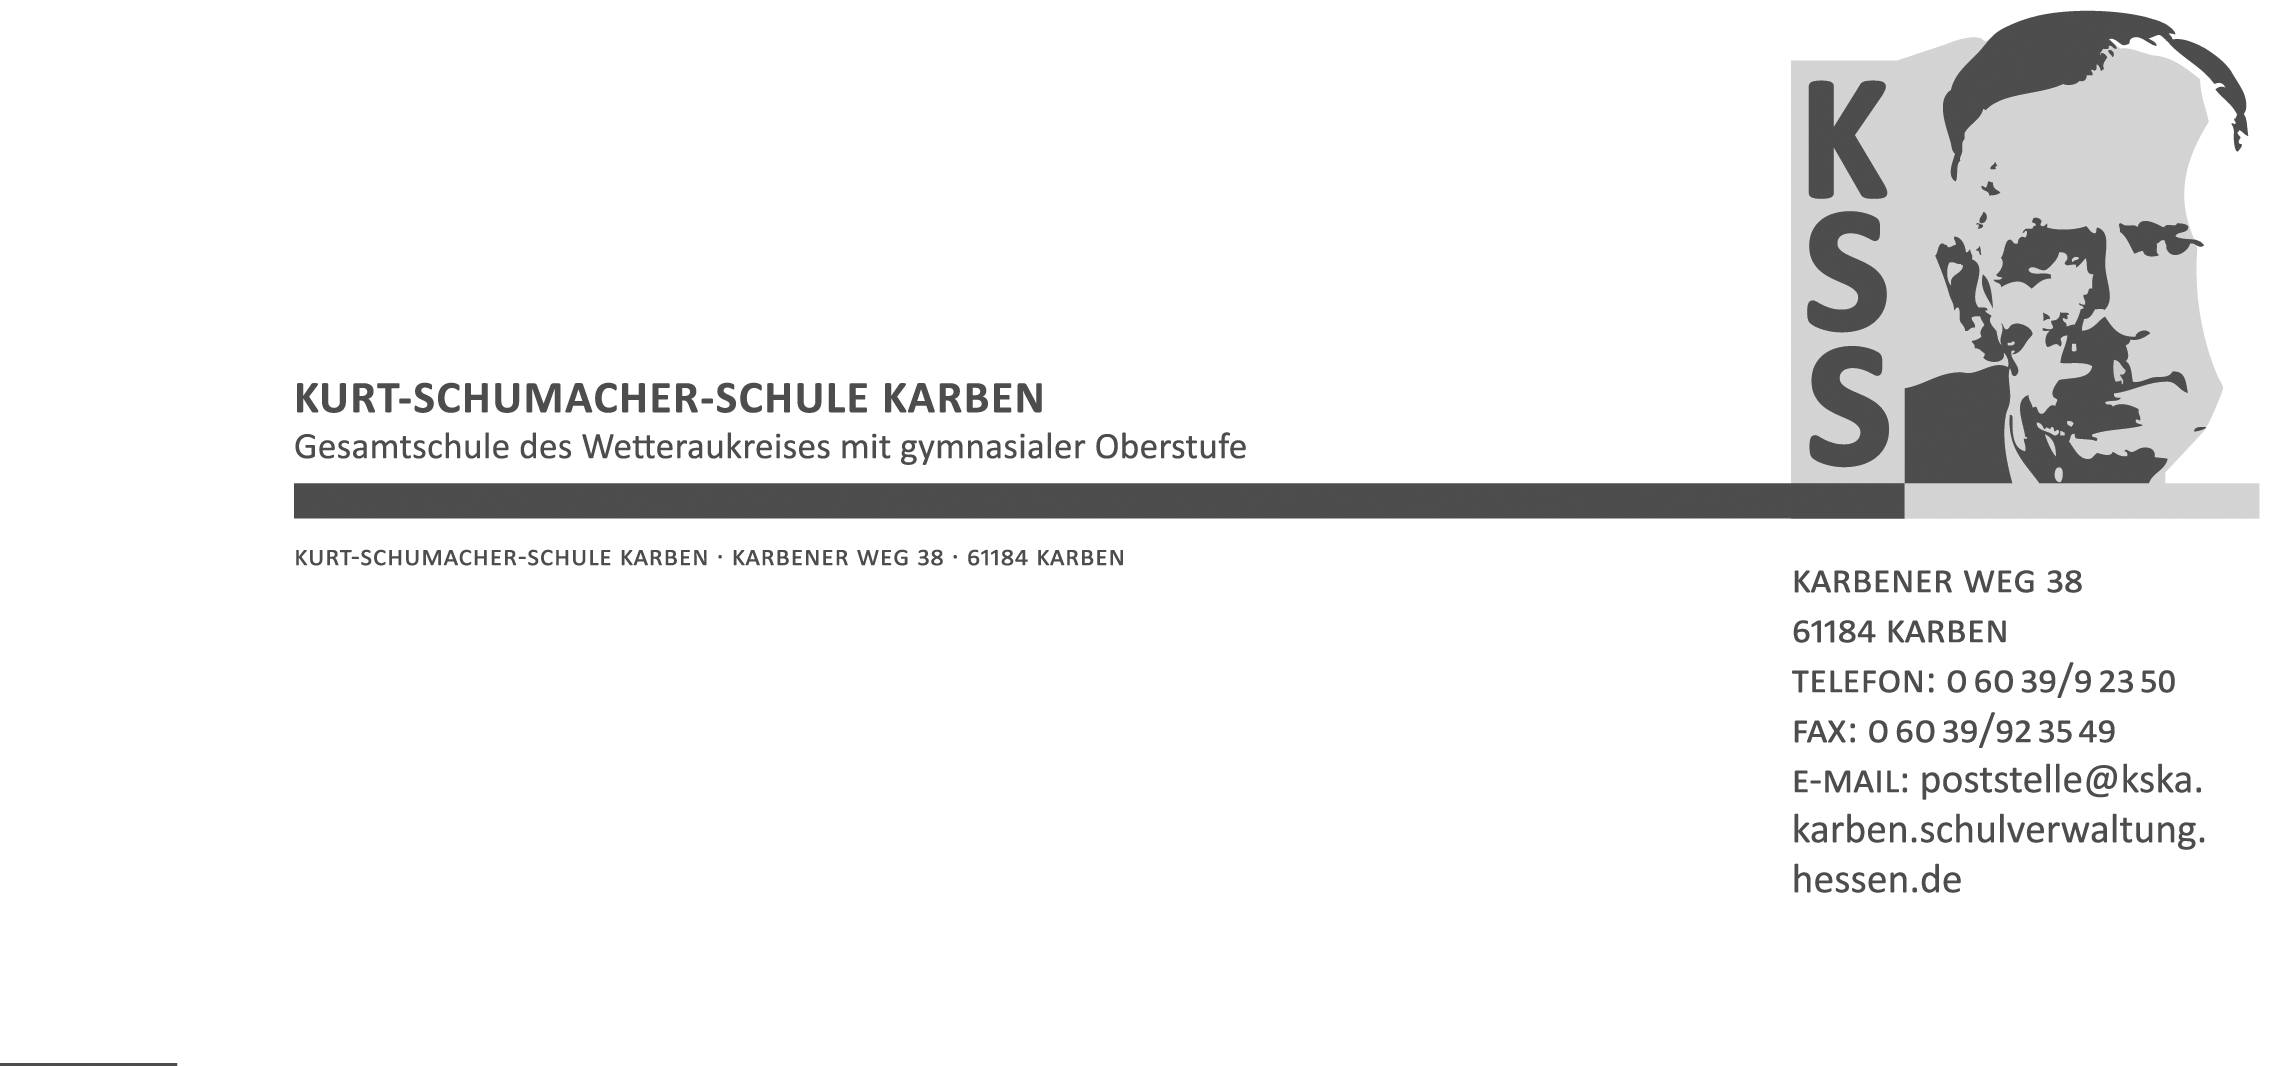 K
S
S
KURT-SCHUMACHER-SCHULE KARBEN
Gesamtschule des Wetteraukreises mit gymnasialer Oberstufe
KURT-SCHUMACHER-SCHULE KARBEN · KARBENER WEG 38 · 61184 KARBEN
KARBENER WEG 38
61184 KARBEN
TELEFON: 0 60 39/9 23 50
FAX: 0 60 39/92 35 49
E-MAIL: poststelle@kska.
karben.schulverwaltung.
hessen.de